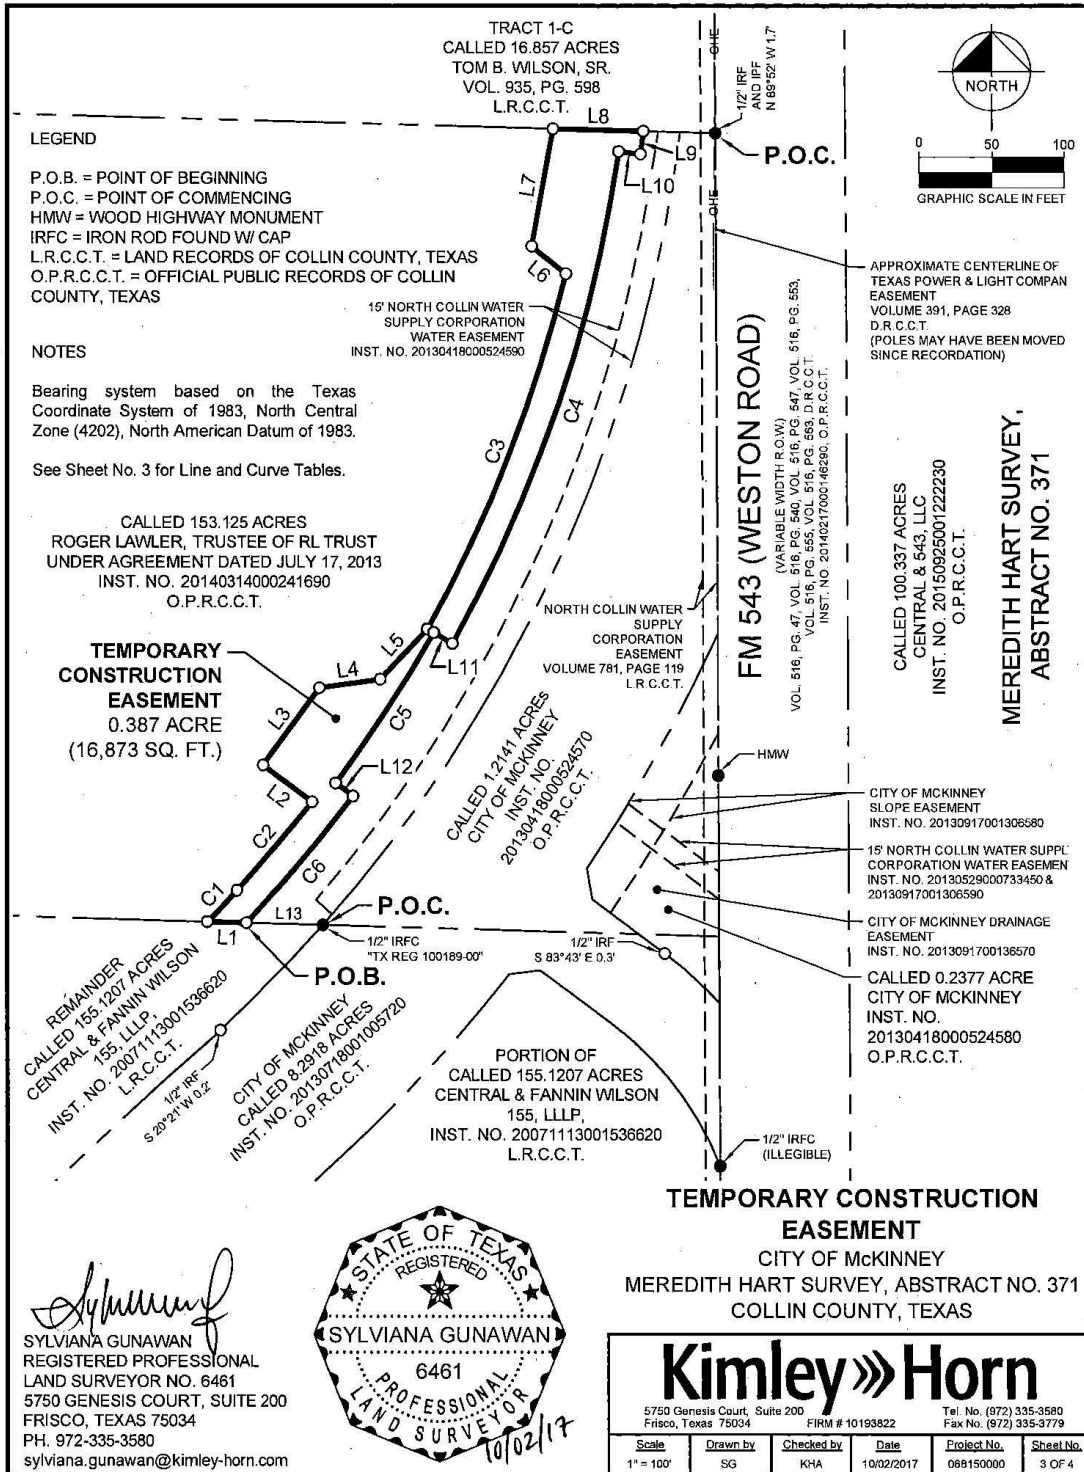 TRACT 1-C
CALLED 16.857 ACRES
TOM B. WILSON, SR.
VOL. 935, PG. 598
L.R.C.C.T.
OHE
1/2" IRF
AND IPF
N 89°52' W 1.7'
NORTH
0 50 100
GRAPHIC SCALE IN FEET
LEGEND
P.O.B. = POINT OF BEGINNING
P.O.C. = POINT OF COMMENCING
HMW = WOOD HIGHWAY MONUMENT
IRFC = IRON ROD FOUND W/ CAP
L.R.C.C.T. = LAND RECORDS OF COLLIN COUNTY, TEXAS
O.P.R.C.C.T. = OFFICIAL PUBLIC RECORDS OF COLLIN
COUNTY, TEXAS
L8
L9
L10
L7
L6
P.O.C.
OHE
15' NORTH COLLIN WATER
SUPPLY CORPORATION
WATER EASEMENT
INST. NO. 20130418000524590
APPROXIMATE CENTERLINE OF
TEXAS POWER & LIGHT COMPAN
EASEMENT
VOLUME 391, PAGE 328
D.R.C.C.T.
(POLES MAY HAVE BEEN MOVED
SINCE RECORDATION)
NOTES
Bearing system based on the Texas
Coordinate System of 1983, North Central
Zone (4202), North American Datum of 1983.
See Sheet No. 3 for Line and Curve Tables.
C3
C4
FM 543 (WESTON ROAD)
(VARIABLE WIDTH R.O.W.)
VOL. 516, PG. 47, VOL. 516, PG. 540, VOL. 516, PG. 547, VOL. 516, PG. 553,
VOL. 516, PG. 555, VOL. 516, PG. 563, D.R.C.C.T.
INST. NO. 20140217000146290, O.P.R.C.C.T.
CALLED 100.337 ACRES
CENTRAL & 543, LLC
INST. NO. 20150925001222230
O.P.R.C.C.T.
MEREDITH HART SURVEY,
ABSTRACT NO. 371
CALLED 153.125 ACRES
ROGER LAWLER, TRUSTEE OF RL TRUST
UNDER AGREEMENT DATED JULY 17, 2013
INST. NO. 20140314000241690
O.P.R.C.C.T.
NORTH COLLIN WATER
SUPPLY
CORPORATION
EASEMENT
VOLUME 781, PAGE 119
L.R.C.C.T.
TEMPORARY
CONSTRUCTION
EASEMENT
0.387 ACRE
(16,873 SQ. FT.)
L5
L4
L11
L3
C5
L12
L2
C2
C6
C1
L1
L13
CALLED 1.2141 ACRES
CITY OF MCKINNEY
INST. NO.
20130418000524570
O.P.R.C.C.T.
HMW
CITY OF MCKINNEY
SLOPE EASEMENT
INST. NO. 20130917001306580
15' NORTH COLLIN WATER SUPPL
CORPORATION WATER EASEMEN
INST. NO. 20130529000733450 &
20130917001306590
CITY OF MCKINNEY DRAINAGE
EASEMENT
INST. NO. 2013091700136570
CALLED 0.2377 ACRE
CITY OF MCKINNEY
INST. NO.
20130418000524580
O.P.R.C.C.T.
P.O.C.
1/2" IRFC
"TX REG 100189-00"
P.O.B.
1/2" IRF
S 83°43' E 0.3'
REMAINDER
CALLED 155.1207 ACRES
CENTRAL & FANNIN WILSON
155, LLLP,
INST. NO. 20071113001536620
L.R.C.C.T.
1/2" IRF
S 20°21' W 0.2'
CITY OF MCKINNEY
CALLED 8.2918 ACRES
INST. NO. 20130718001005720
O.P.R.C.C.T.
PORTION OF
CALLED 155.1207 ACRES
CENTRAL & FANNIN WILSON
155, LLLP,
INST. NO. 20071113001536620
L.R.C.C.T.
1/2" IRFC
(ILLEGIBLE)
TEMPORARY CONSTRUCTION
EASEMENT
CITY OF McKINNEY
MEREDITH HART SURVEY, ABSTRACT NO. 371
COLLIN COUNTY, TEXAS
SYLVIANA GUNAWAN
REGISTERED PROFESSIONAL
LAND SURVEYOR NO. 6461
5750 GENESIS COURT, SUITE 200
FRISCO, TEXAS 75034
PH. 972-335-3580
sylviana.gunawan@kimley-horn.com
STATE OF TEXAS
REGISTERED
SYLVIANA GUNAWAN
6461
PROFESSIONAL
LAND SURVEYOR
10/02/17
Kimley»Horn
5750 Genesis Court, Suite 200
Frisco, Texas 75034
FIRM # 10193822
Tel. No. (972) 335-3580
Fax No. (972) 335-3779
Scale Drawn by Checked by Date Project No. Sheet No.
1" = 100' SG KHA 10/02/2017 068150000 3 OF 4